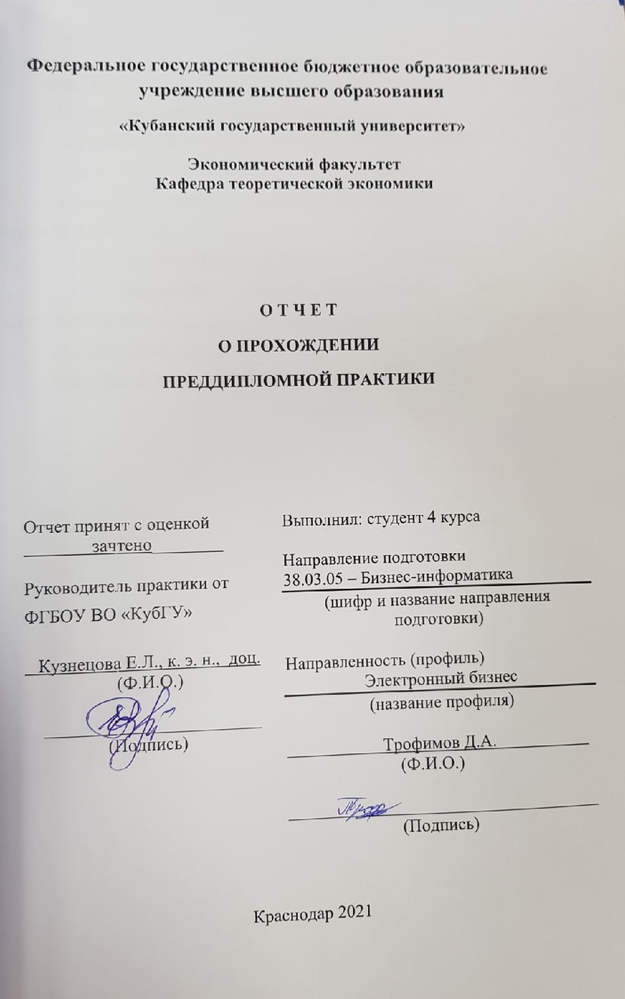 Федеральное государственное бюджетное образовательное
учреждение высшего образования
«Кубанский государственный университет»
Экономический факультет
Кафедра теоретической экономики
О Т Ч Е Т
О ПРОХОЖДЕНИИ
ПРЕДДИПЛОМНОЙ ПРАКТИКИ
Отчет принят с оценкой
зачтено
Руководитель практики от
ФГБОУ ВО «КубГУ»
Кузнецова Е.Л., к. э. н., доц.
(Ф.И.О.)
(Подпись)
Выполнил: студент 4 курса
Направление подготовки
38.03.05 – Бизнес-информатика
(шифр и название направления
подготовки)
Направленность (профиль)
Электронный бизнес
(название профиля)
Трофимов Д.А.
(Ф.И.О.)
(Подпись)
Краснодар 2021